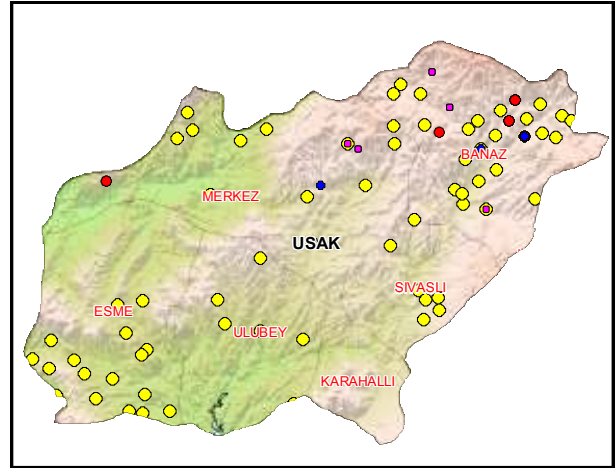 BANAZ
MERKEZ
USAK
SIVASLI
ESME
ULUBEY
KARAHALLI